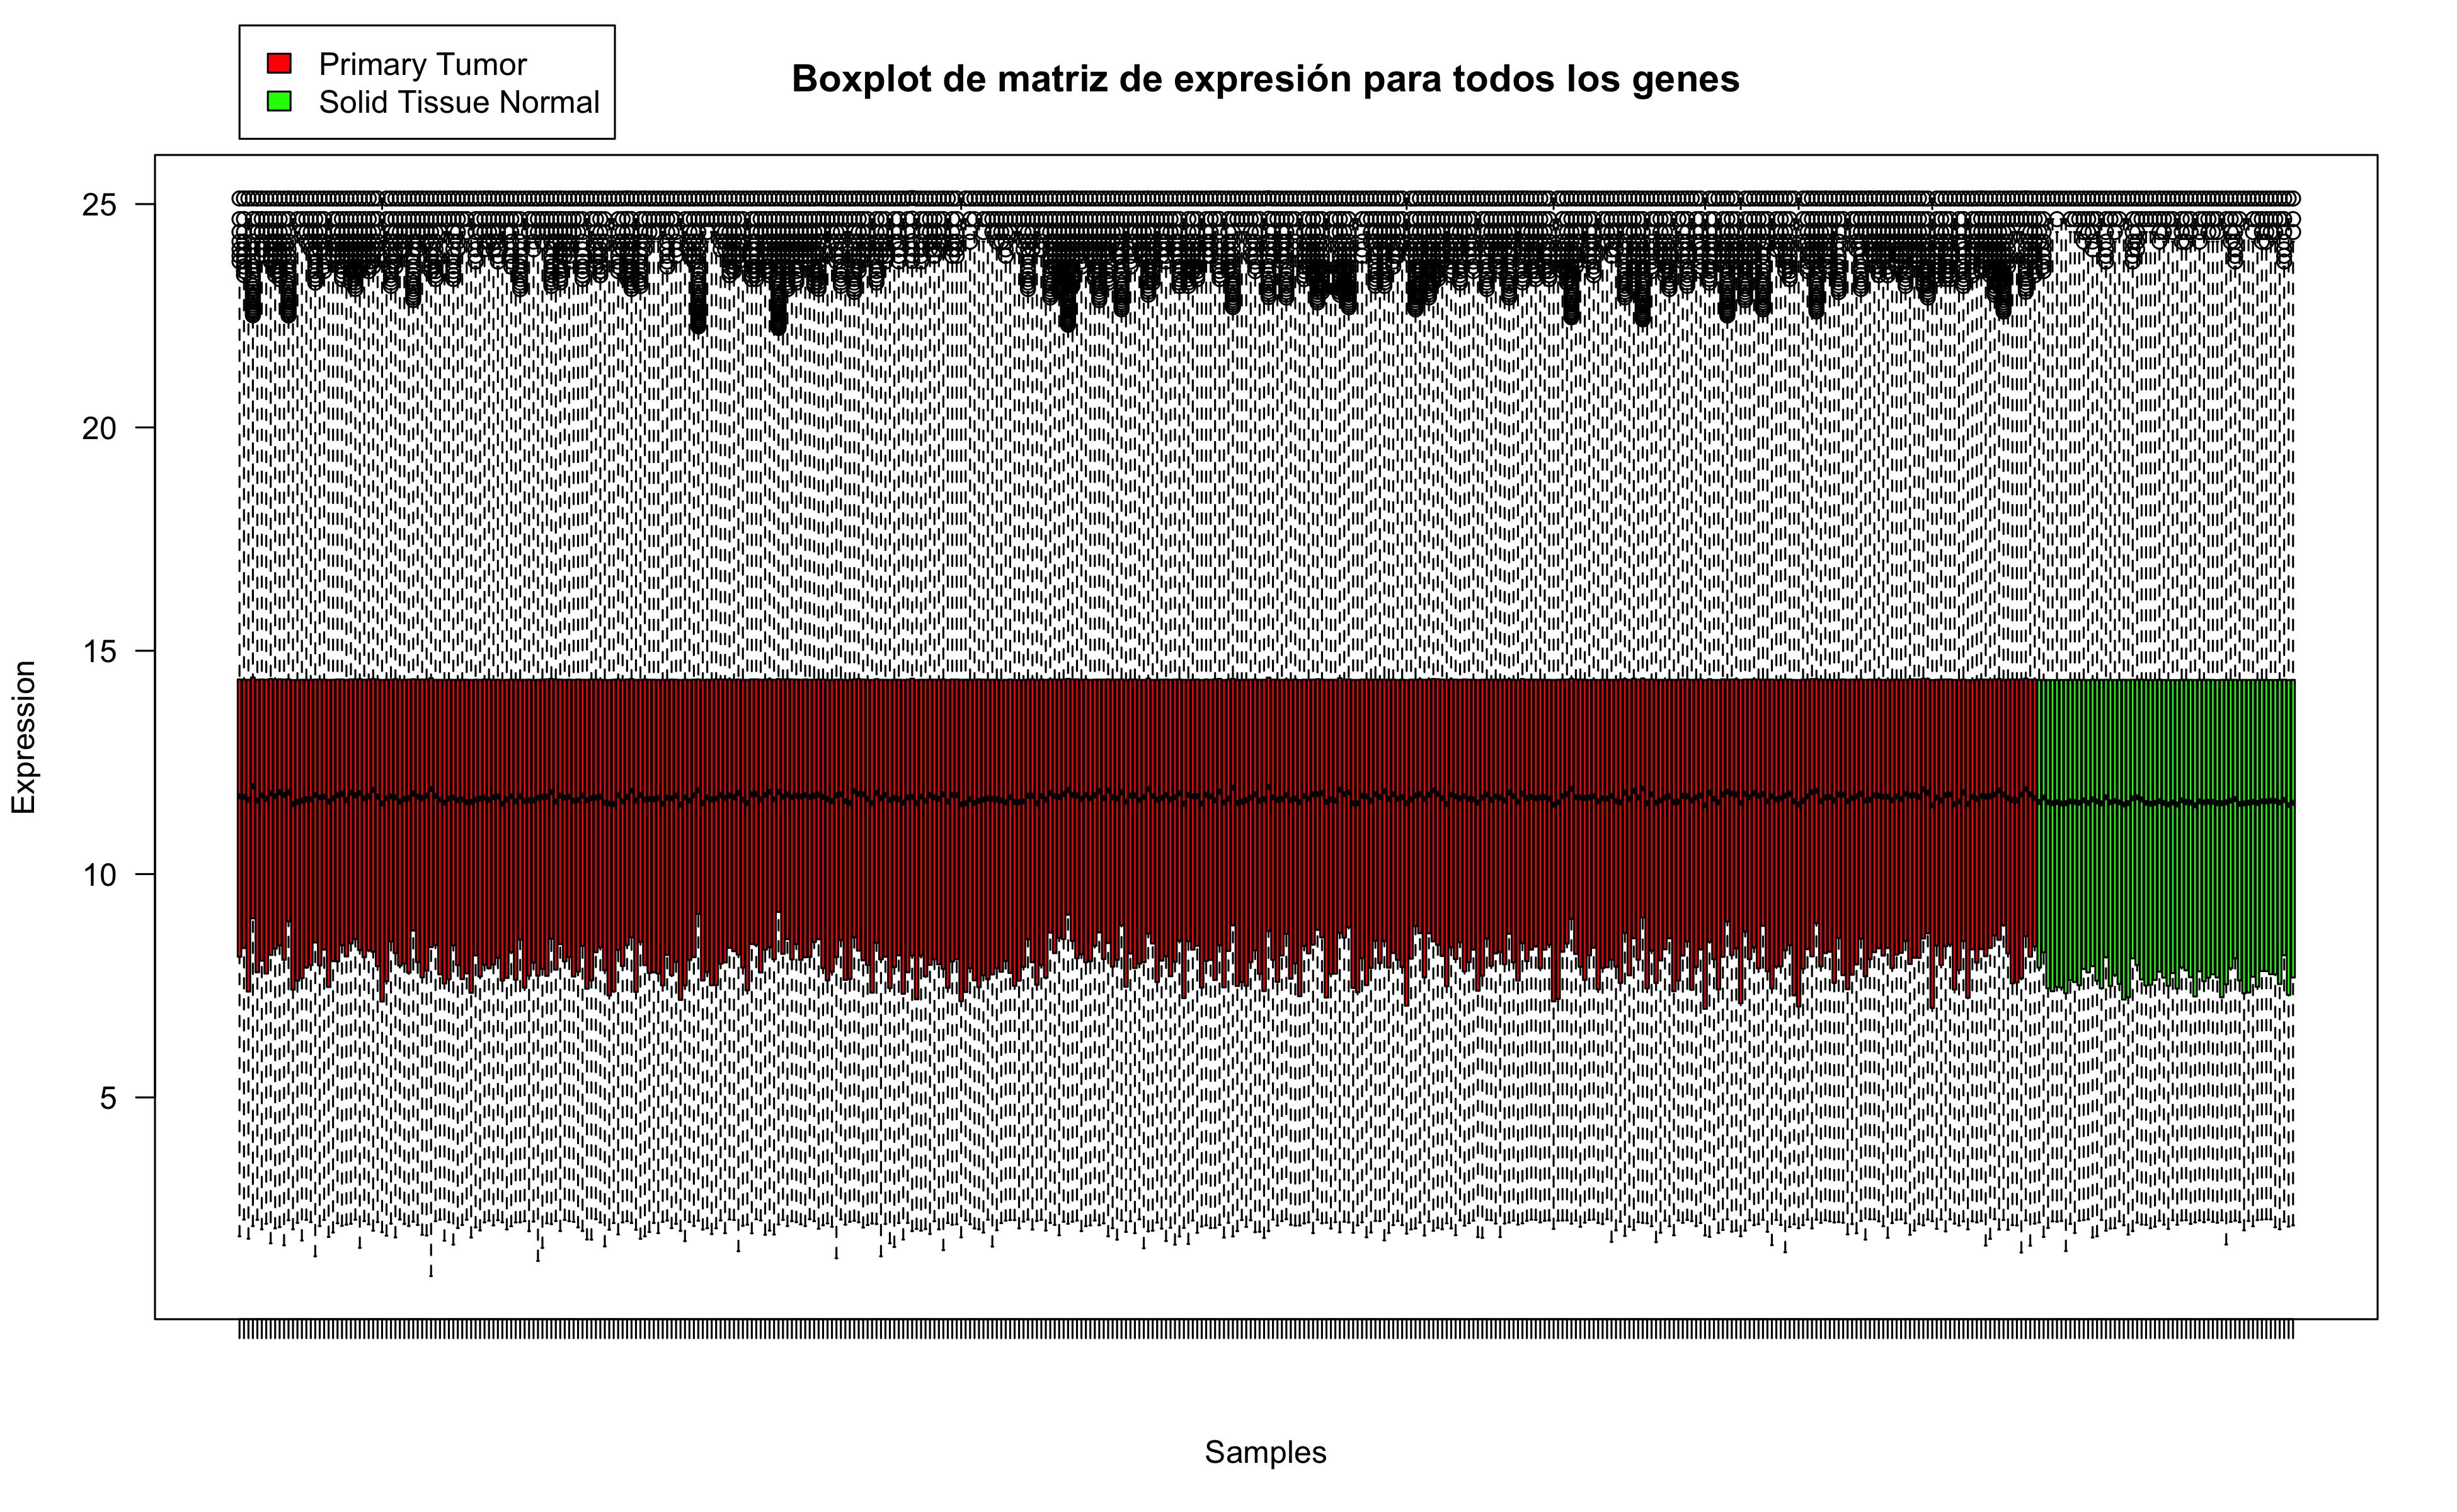 Primary Tumor
Solid Tissue Normal
Boxplot de matriz de expresión para todos los genes
25
20
15
10
5
Expression
Samples